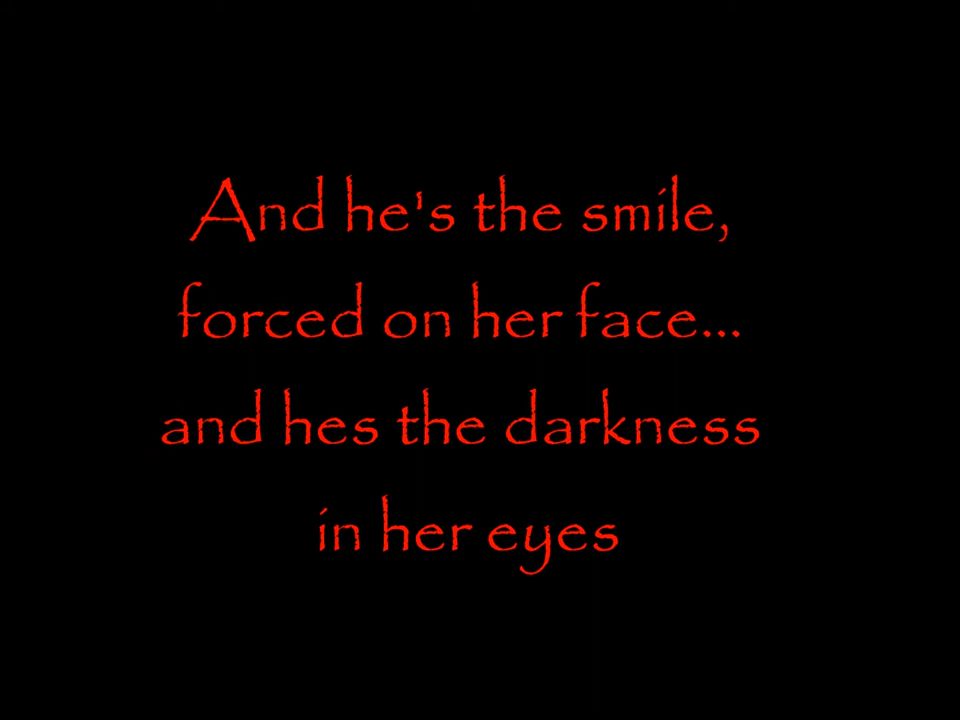 And he's the smile,
forced on her face...
and hes the darkness
in her eyes